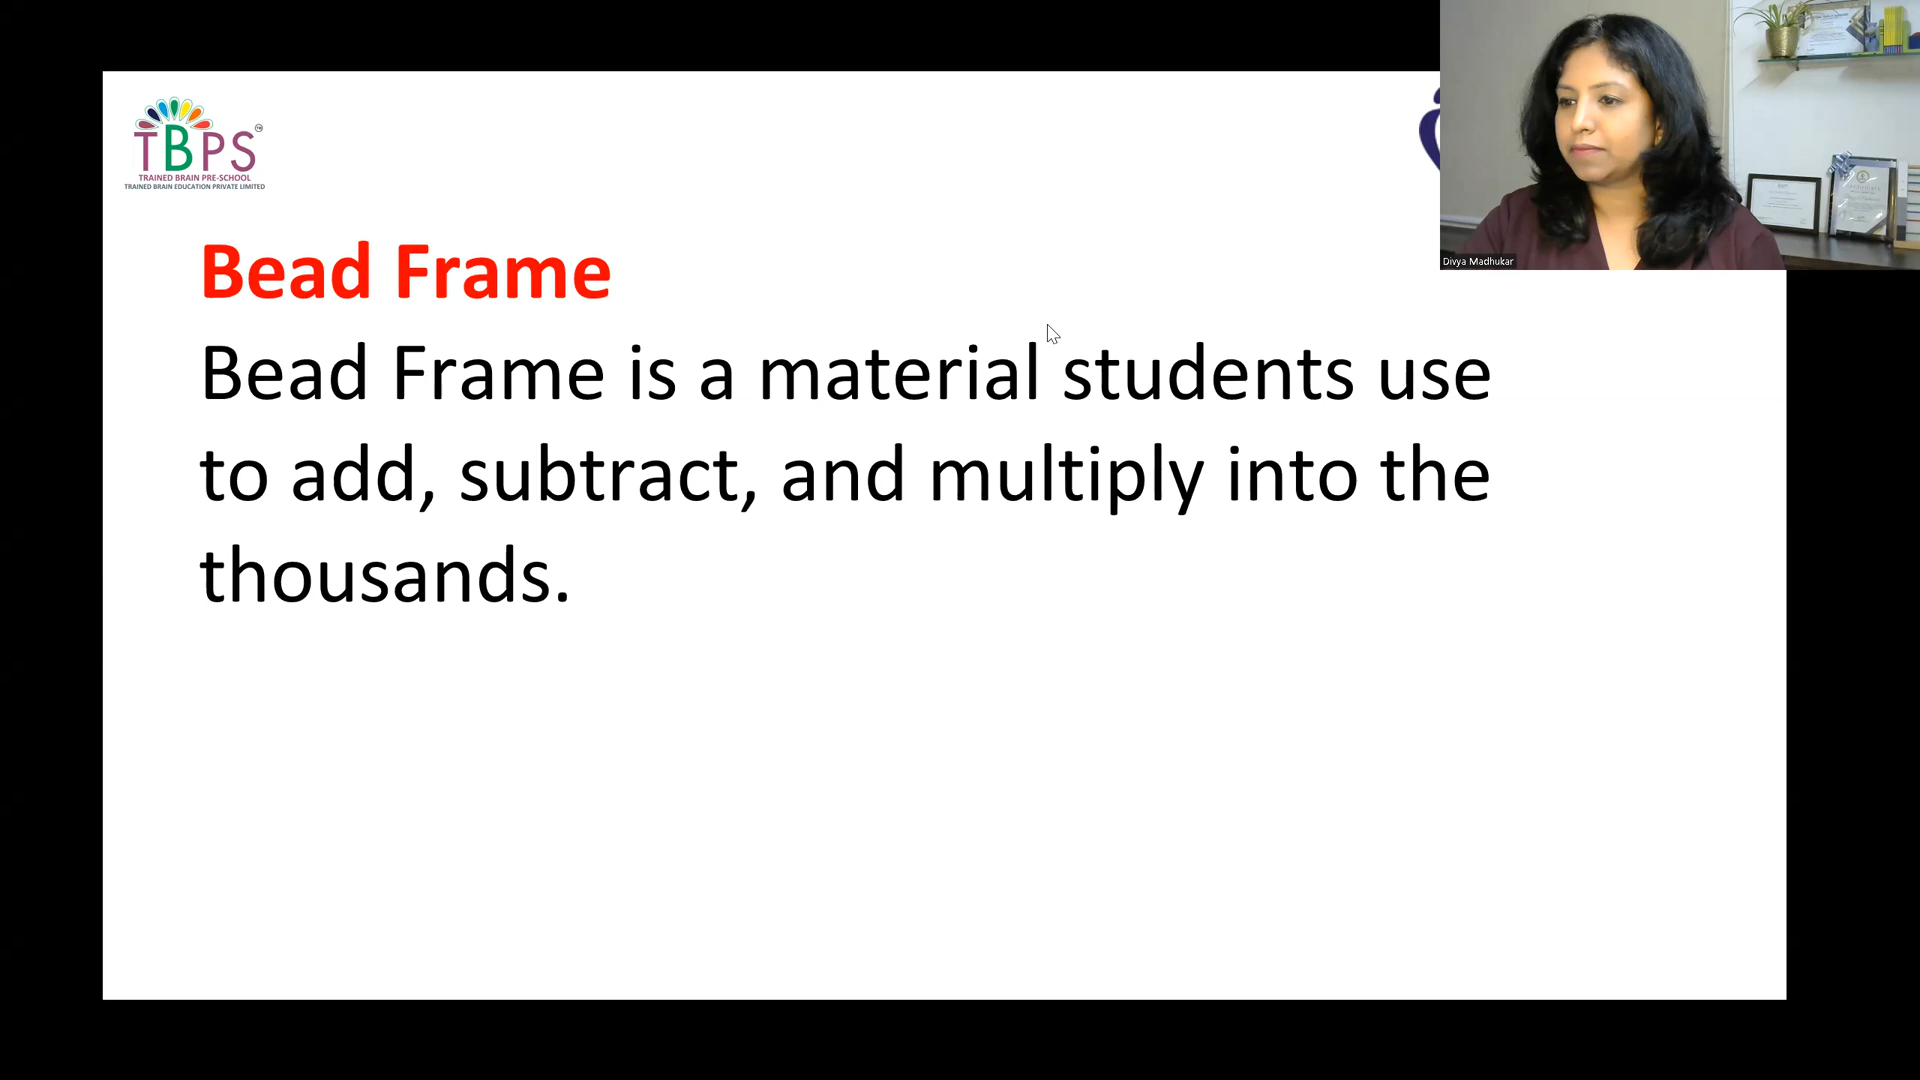 TBPS
TM
TRAINED BRAIN PRE-SCHOOL
TRAINED BRAIN EDUCATION PRIVATE LIMITED
Divya Madhukar
Bead Frame
Bead Frame is a material students use
to add, subtract, and multiply into the
thousands.